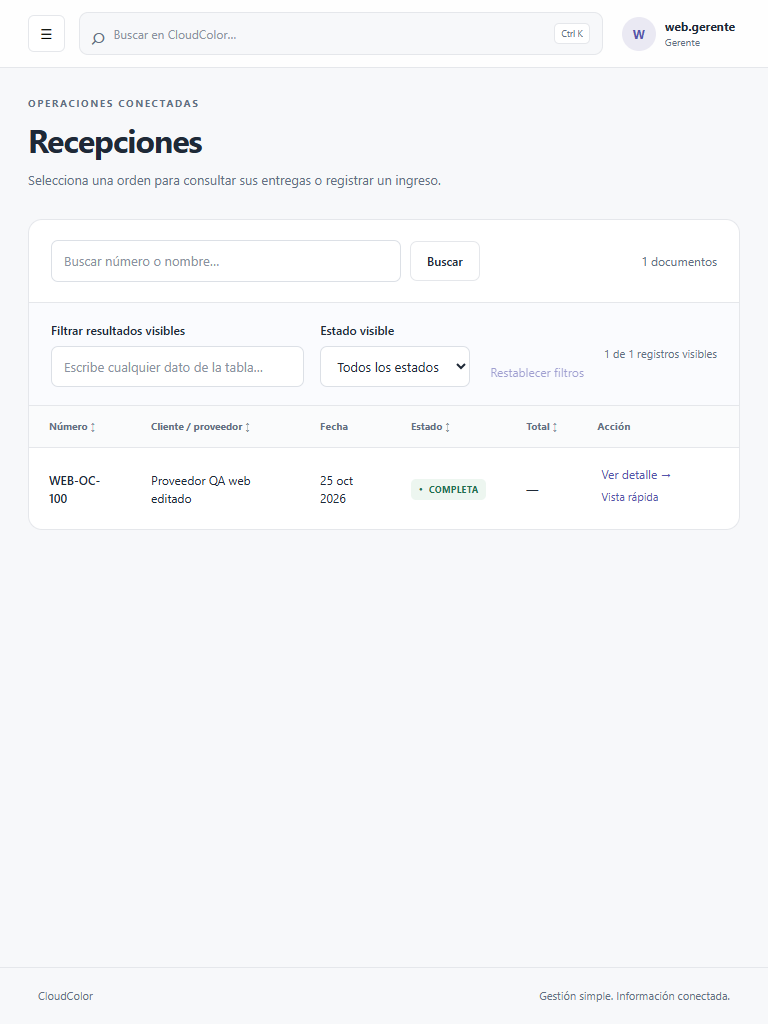 ☰
Buscar en CloudColor...
Ctrl K
W
web.gerente
Gerente
OPERACIONES CONECTADAS
Recepciones
Selecciona una orden para consultar sus entregas o registrar un ingreso.
Buscar número o nombre...
Buscar
1 documentos
Filtrar resultados visibles
Estado visible
Escribe cualquier dato de la tabla...
Todos los estados
Restablecer filtros
1 de 1 registros visibles
Número ↕ Cliente / proveedor ↕ Fecha Estado ↕ Total ↕ Acción
WEB-OC-
100
Proveedor QA web
editado
25 oct
2026
• COMPLETA
—
Ver detalle →
Vista rápida
CloudColor
Gestión simple. Información conectada.